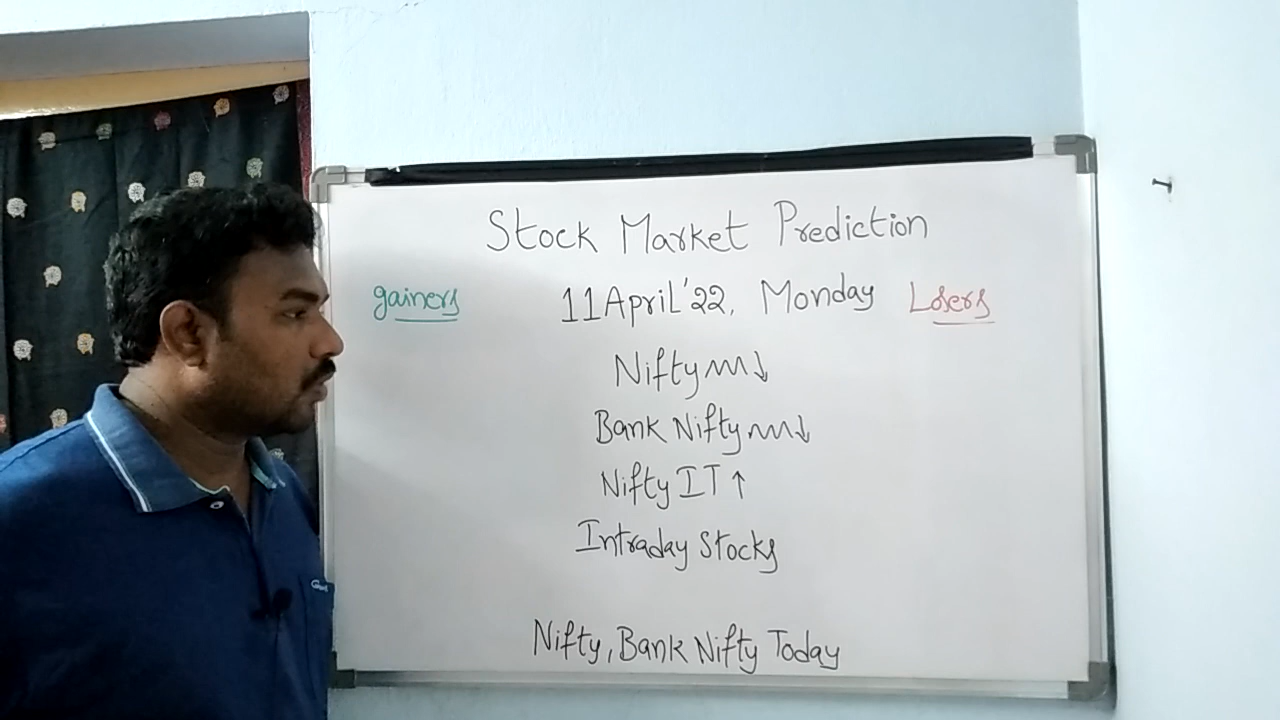 Stock Market Prediction
gainers 11 April '22, Monday Losers
Nifty ↓
Bank Nifty ↓
Nifty IT ↑
Intraday Stocks
Nifty, Bank Nifty Today